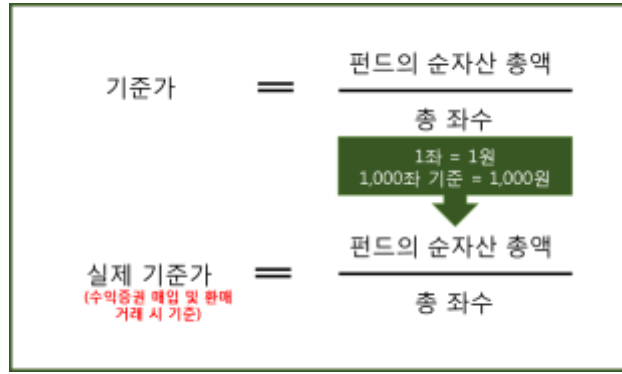 기준가 = 펀드의 순자산 총액
총 좌수
1좌 = 1원
1,000좌 기준 = 1,000원
실제 기준가 = 펀드의 순자산 총액
(수익증권 매입 및 환매
거래 시 기준)
총 좌수